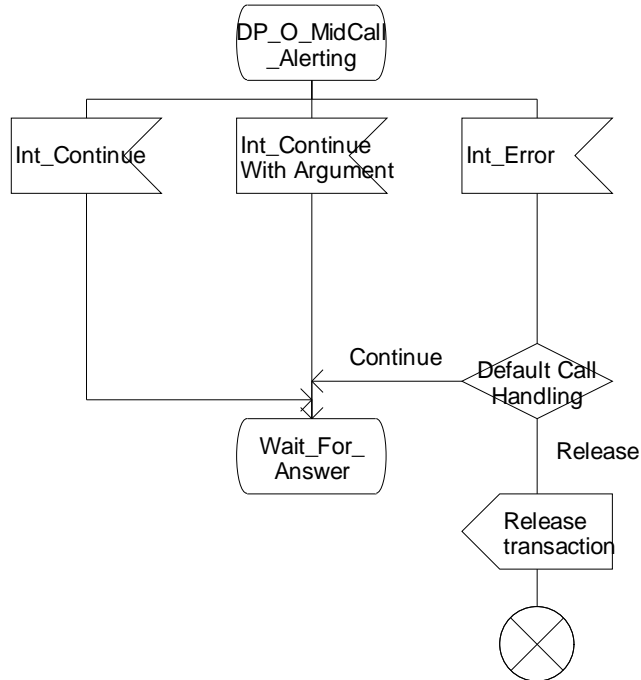 DP_O_MidCall
_Alerting
Int_Continue
Int_Continue
With Argument
Int_Error
Continue
Default Call
Handling
Wait_For_
Answer
Release
Release
transaction